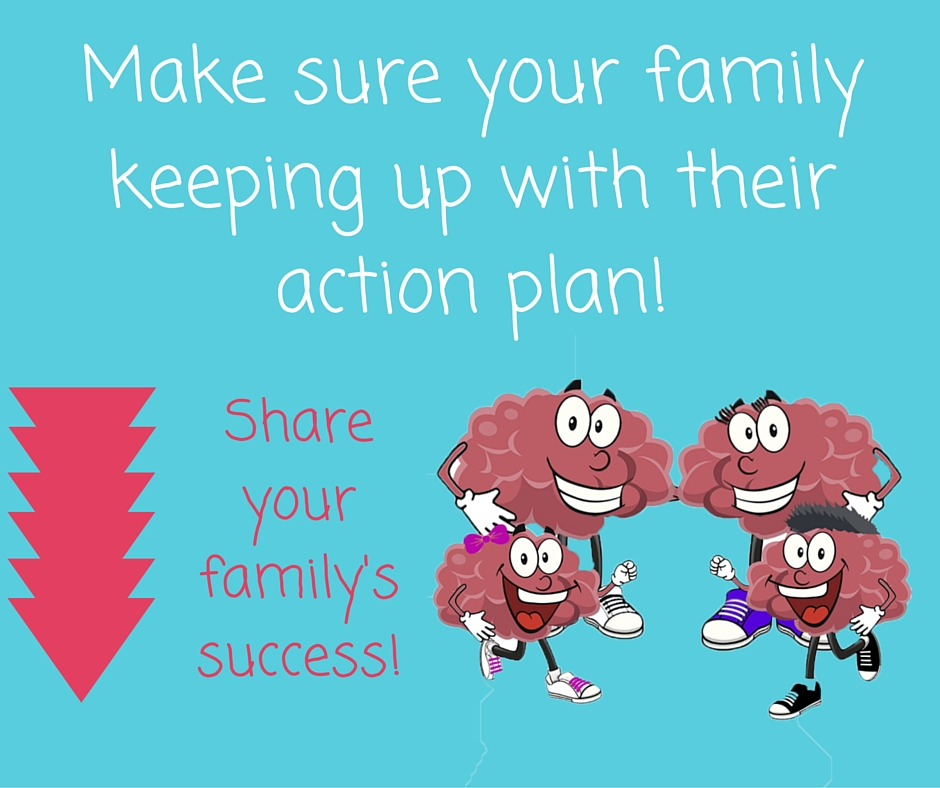 Make sure your family
keeping up with their
action plan!
Share
your
family's
success!